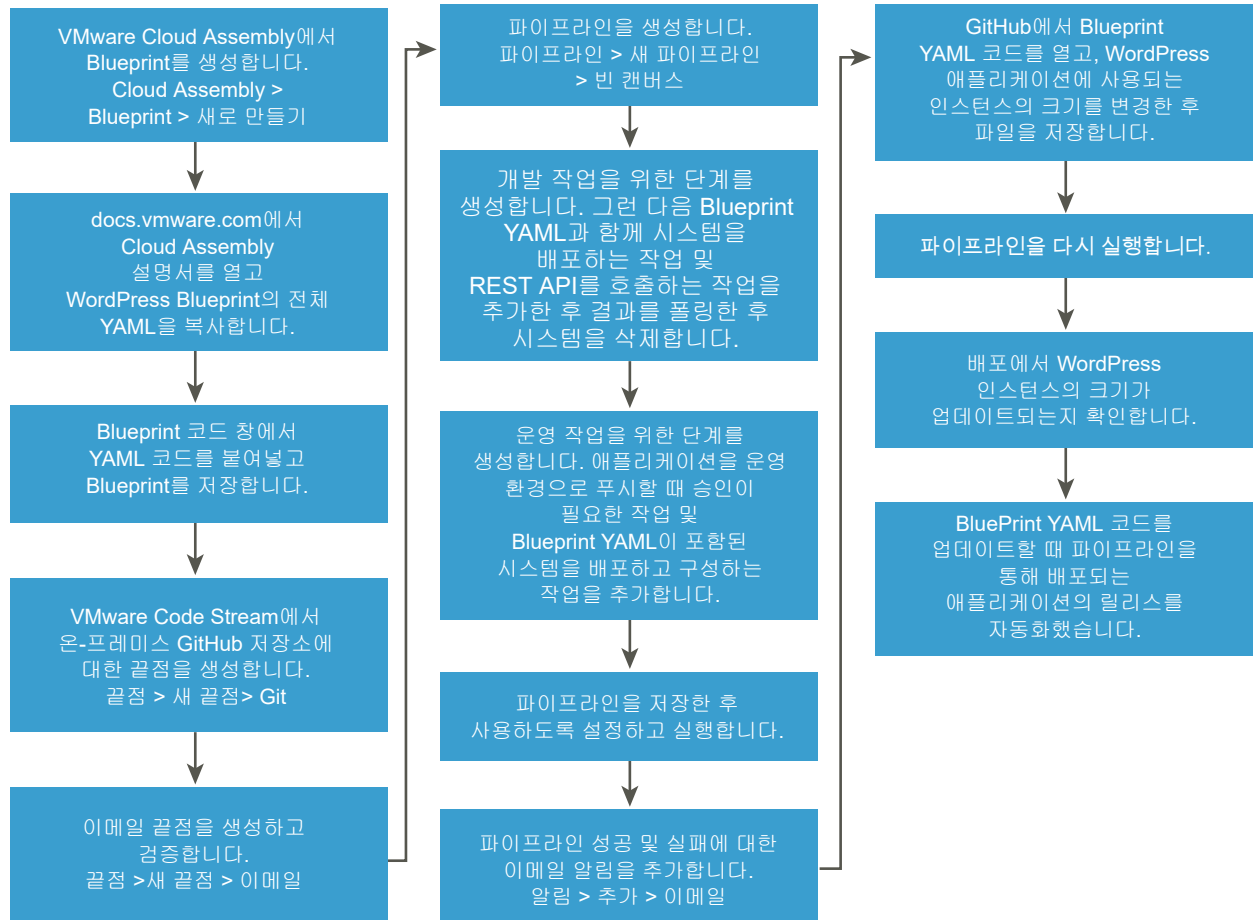 VMware Cloud Assembly에서
Blueprint를 생성합니다.
Cloud Assembly >
Blueprint > 새로 만들기
docs.vmware.com에서
Cloud Assembly
설명서를 열고
WordPress Blueprint의 전체
YAML을 복사합니다.
Blueprint 코드 창에서
YAML 코드를 붙여넣고
Blueprint를 저장합니다.
VMware Code Stream에서
온-프레미스 GitHub 저장소에
대한 끝점을 생성합니다.
끝점 > 새 끝점> Git
이메일 끝점을 생성하고
검증합니다.
끝점 >새 끝점 > 이메일
파이프라인을 생성합니다.
파이프라인 > 새 파이프라인
> 빈 캔버스
개발 작업을 위한 단계를
생성합니다. 그런 다음 Blueprint
YAML과 함께 시스템을
배포하는 작업 및
REST API를 호출하는 작업을
추가한 후 결과를 폴링한 후
시스템을 삭제합니다.
운영 작업을 위한 단계를
생성합니다. 애플리케이션을 운영
환경으로 푸시할 때 승인이
필요한 작업 및
Blueprint YAML이 포함된
시스템을 배포하고 구성하는
작업을 추가합니다.
파이프라인을 저장한 후
사용하도록 설정하고 실행합니다.
파이프라인 성공 및 실패에 대한
이메일 알림을 추가합니다.
알림 > 추가 > 이메일
GitHub에서 Blueprint
YAML 코드를 열고, WordPress
애플리케이션에 사용되는
인스턴스의 크기를 변경한 후
파일을 저장합니다.
파이프라인을 다시 실행합니다.
배포에서 WordPress
인스턴스의 크기가
업데이트되는지 확인합니다.
BluePrint YAML 코드를
업데이트할 때 파이프라인을
통해 배포되는
애플리케이션의 릴리스를
자동화했습니다.